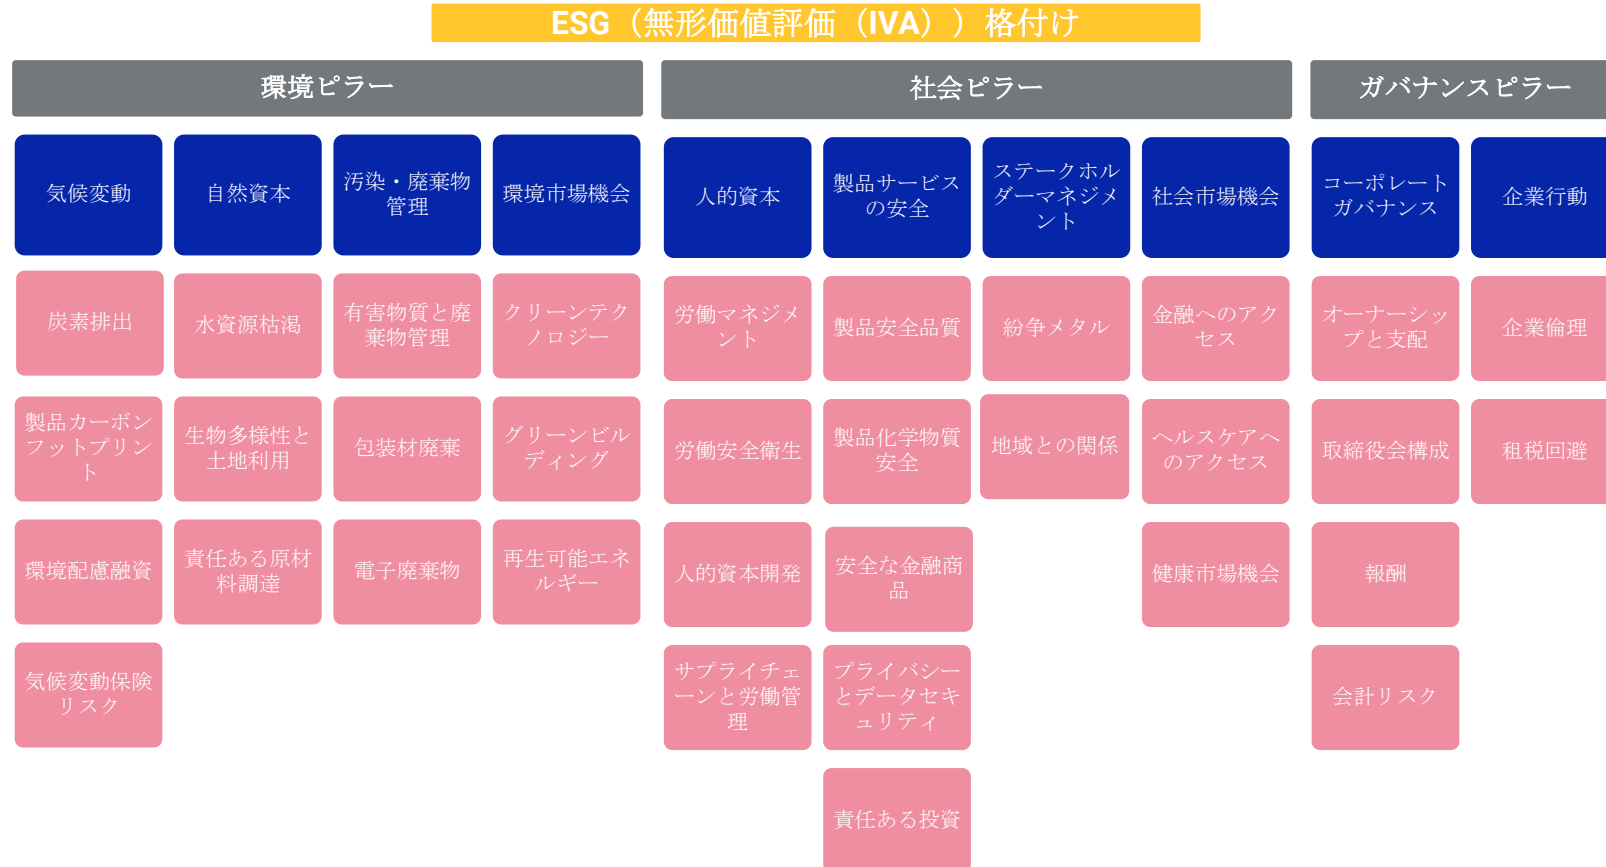 ESG（無形価値評価（IVA））格付け
環境ピラー
社会ピラー
ガバナンスピラー
気候変動
自然資本
汚染・廃棄物
管理
環境市場機会
人的資本
製品サービス
の安全
ステークホル
ダーマネジメ
ント
社会市場機会
コーポレート
ガバナンス
企業行動
炭素排出
水資源枯渇
有害物質と廃
棄物管理
クリーンテク
ノロジー
労働マネジメ
ント
製品安全品質
紛争メタル
金融へのアク
セス
オーナーシッ
プと支配
企業倫理
製品カーボン
フットプリン
ト
生物多様性と
土地利用
包装材廃棄
グリーンビル
ディング
労働安全衛生
製品化学物質
安全
地域との関係
ヘルスケアへ
のアクセス
取締役会構成
租税回避
環境配慮融資
責任ある原材
料調達
電子廃棄物
再生可能エネ
ルギー
人的資本開発
安全な金融商
品
健康市場機会
報酬
気候変動保険
リスク
サプライチェ
ーンと労働管
理
プライバシー
とデータセキ
ュリティ
会計リスク
責任ある投資